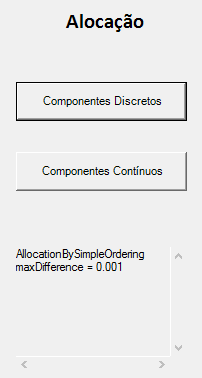 Alocação
Componentes Discretos
Componentes Contínuos
AllocationBySimpleOrdering
maxDifference = 0.001